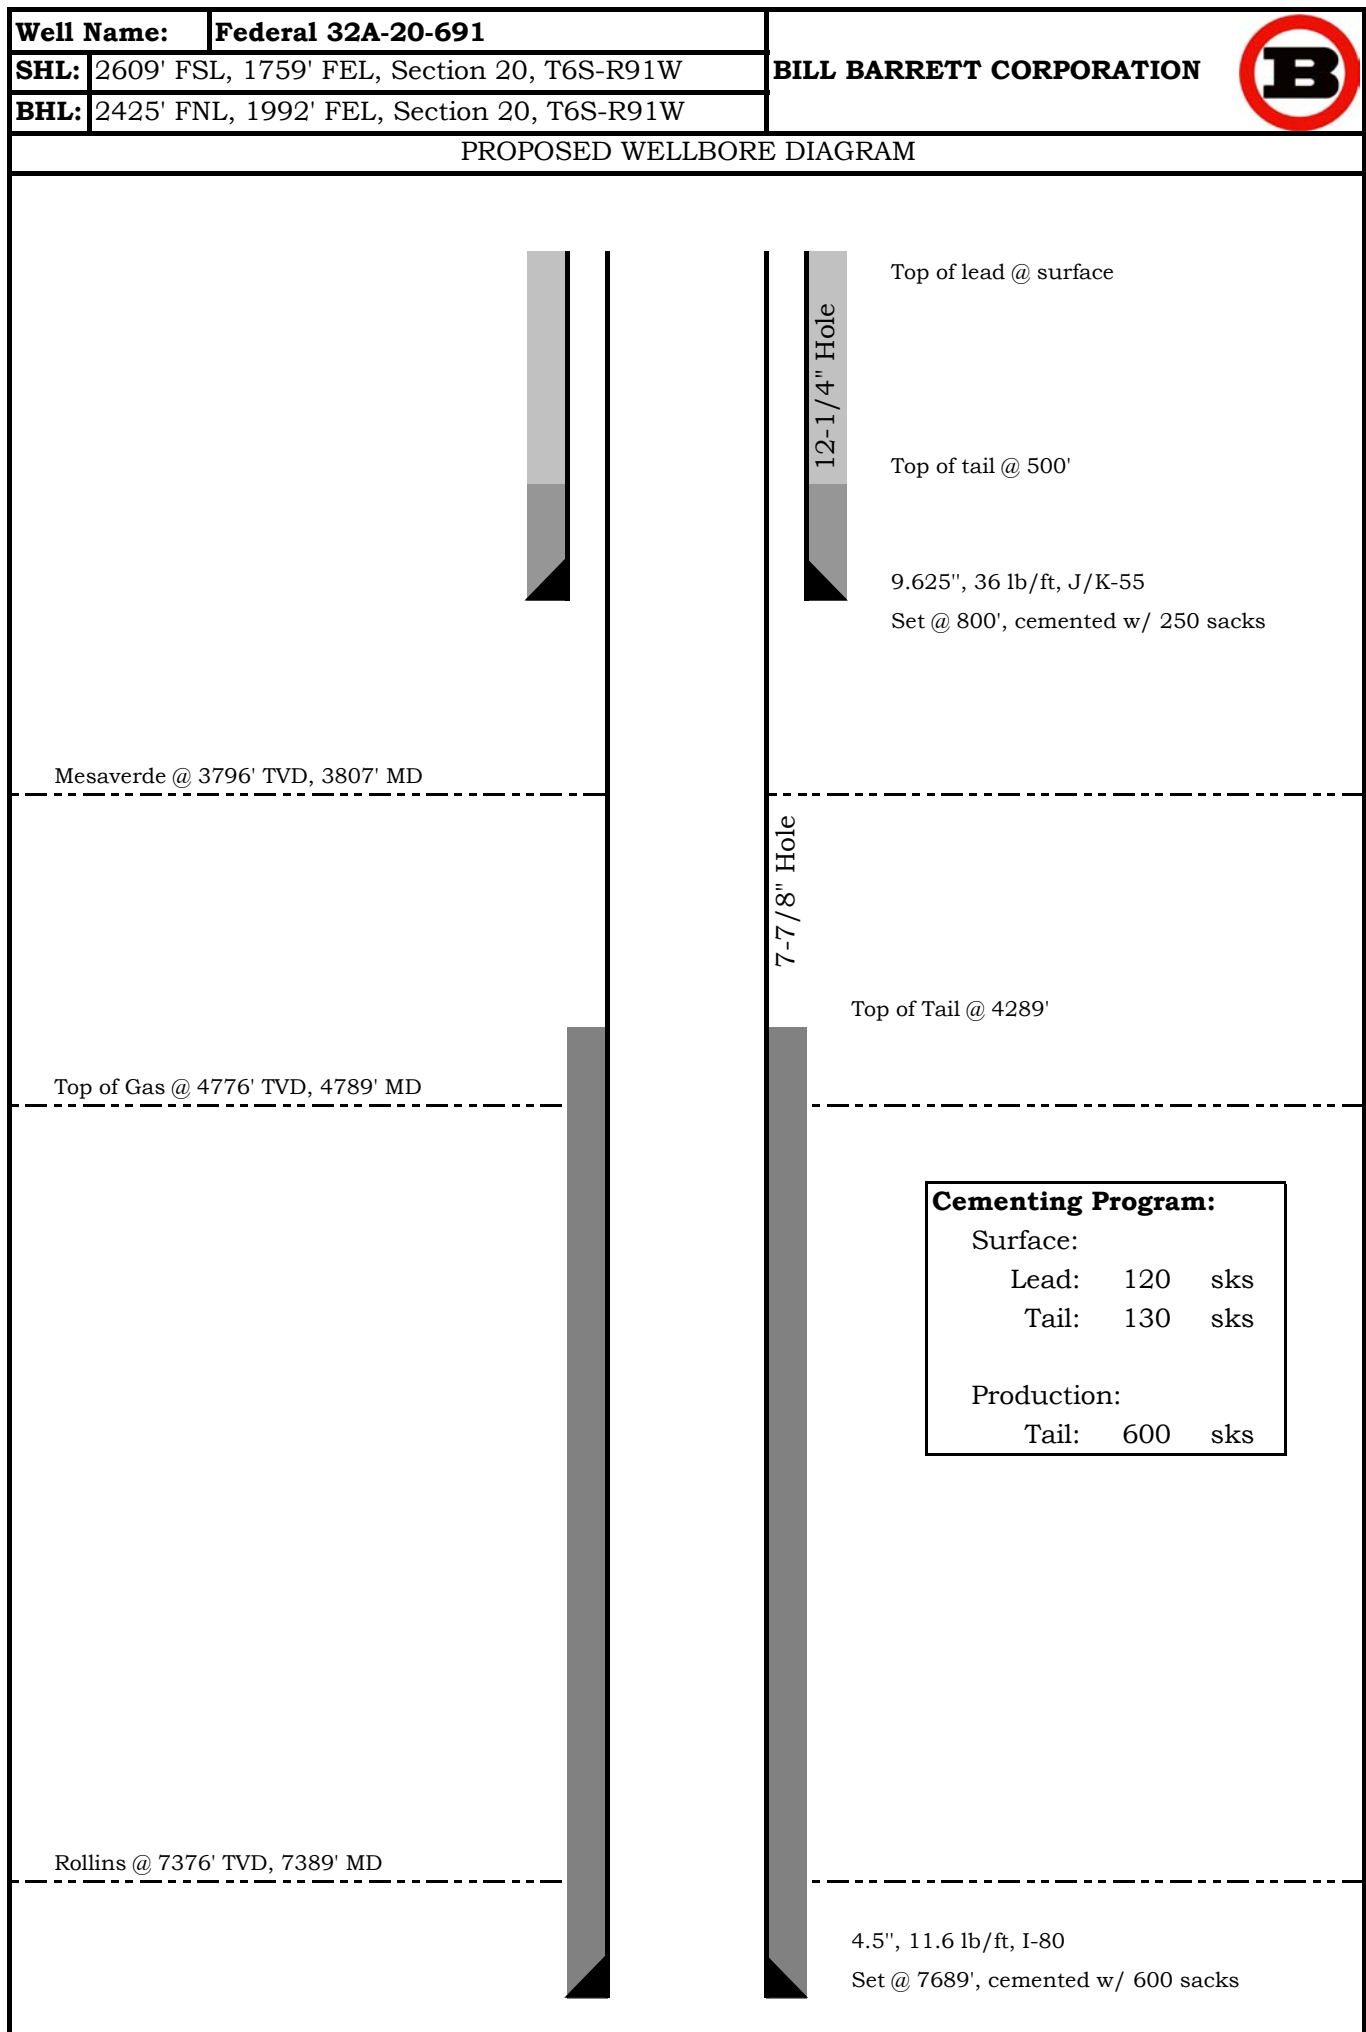 Well Name: Federal 32A-20-691
SHL: 2609' FSL, 1759' FEL, Section 20, T6S-R91W
BILL BARRETT CORPORATION
B
BHL: 2425' FNL, 1992' FEL, Section 20, T6S-R91W
PROPOSED WELLBORE DIAGRAM
Top of lead @ surface
12-1/4" Hole
Top of tail @ 500'
9.625", 36 lb/ft, J/K-55
Set @ 800', cemented w/ 250 sacks
Mesaverde @ 3796' TVD, 3807' MD
7-7/8" Hole
Top of Tail @ 4289'
Top of Gas @ 4776' TVD, 4789' MD
Cementing Program:
Surface:
Lead: 120 sks
Tail: 130 sks
Production:
Tail: 600 sks
Rollins @ 7376' TVD, 7389' MD
4.5", 11.6 lb/ft, I-80
Set @ 7689', cemented w/ 600 sacks